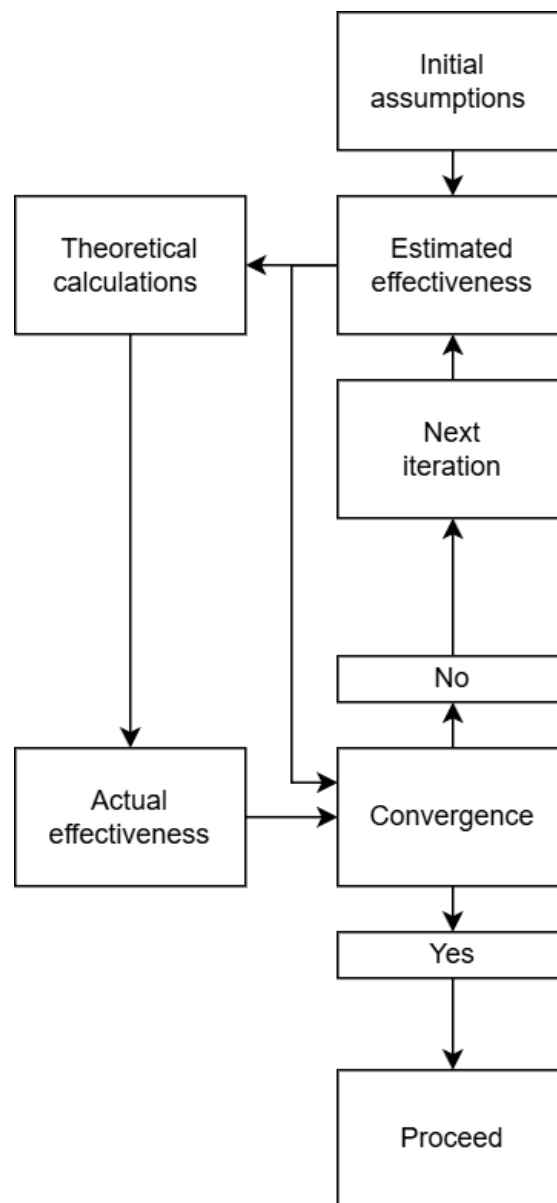 Initial
assumptions
Theoretical
calculations
Estimated
effectiveness
Next
iteration
No
Actual
effectiveness
Convergence
Yes
Proceed